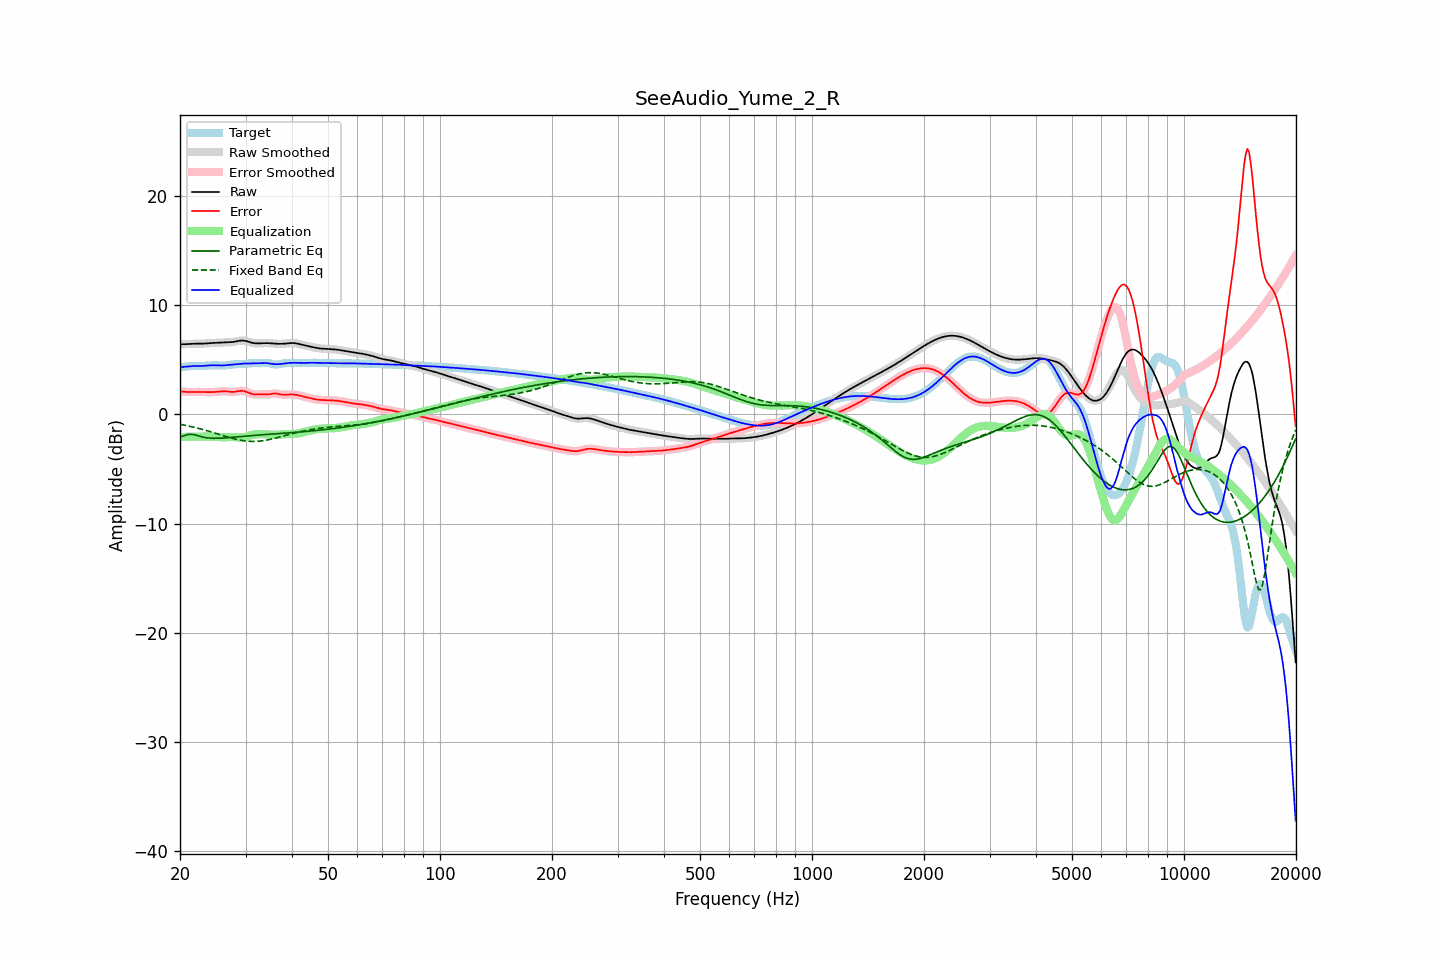 SeeAudio_Yume_2_R
Target
Raw Smoothed
Error Smoothed
Raw
Error
Equalization
Parametric Eq
Fixed Band Eq
Equalized
Amplitude (dBr)
20
10
0
−10
−20
−30
−40
20 50 100 200 500 1000 2000 5000 10000 20000
Frequency (Hz)